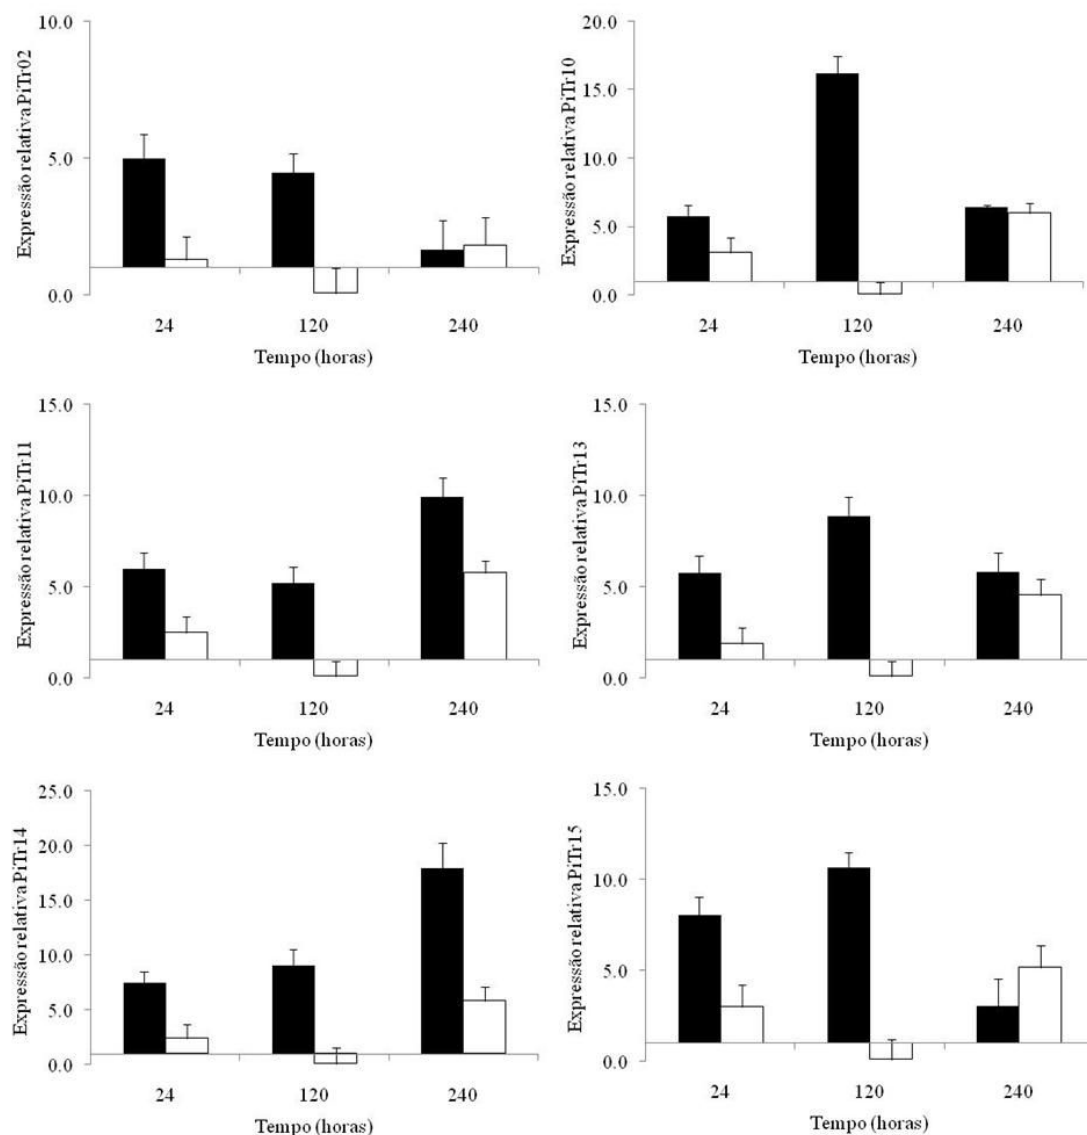 Expressão relativa PiTr02
10.0
5.0
0.0
24 120 240
Tempo (horas)
Expressão relativa PiTr10
20.0
15.0
10.0
5.0
0.0
24 120 240
Tempo (horas)
Expressão relativa PiTr11
15.0
10.0
5.0
0.0
24 120 240
Tempo (horas)
Expressão relativa PiTr13
15.0
10.0
5.0
0.0
24 120 240
Tempo (horas)
Expressão relativa PiTr14
25.0
20.0
15.0
10.0
5.0
0.0
24 120 240
Tempo (horas)
Expressão relativa PiTr15
15.0
10.0
5.0
0.0
24 120 240
Tempo (horas)